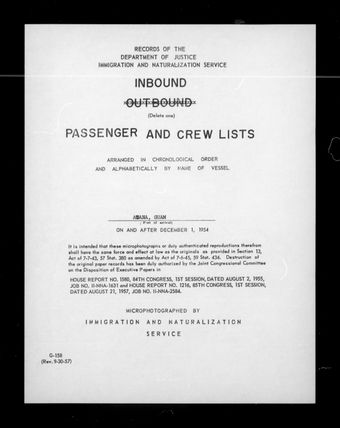 RECORDS OF THE
DEPARTMENT OF JUSTICE
IMMIGRATION AND NATURALIZATION SERVICE
INBOUND
OUTBOUND
(Delete one)
PASSENGER AND CREW LISTS
ARRANGED IN CHRONOLOGICAL ORDER
AND ALPHABETICALLY BY NAME OF VESSEL
AGANA, GUAM
ON AND AFTER DECEMBER 1, 1954
It is intended that these microphotographs or duly authenticated reproductions therefrom
shall have the same force and effect at law as the originals as provided in Section 13,
Act of 7-7-43, 57 Stat. 380 as amended by Act of 7-6-45, 59 Stat. 434. Destruction of
the original paper records has been duly authorized by the Joint Congressional Committee
on the Disposition of Executive Papers in
HOUSE REPORT NO. 1580, 84TH CONGRESS, 1ST SESSION, DATED AUGUST 2, 1955,
JOB NO. II-NNA-1631 and HOUSE REPORT NO. 1216, 85TH CONGRESS, 1ST SESSION,
DATED AUGUST 21, 1957, JOB NO. II-NNA-2584.
MICROPHOTOGRAPHED BY
IMMIGRATION AND NATURALIZATION
SERVICE
G-158
(Rev. 9-30-57)